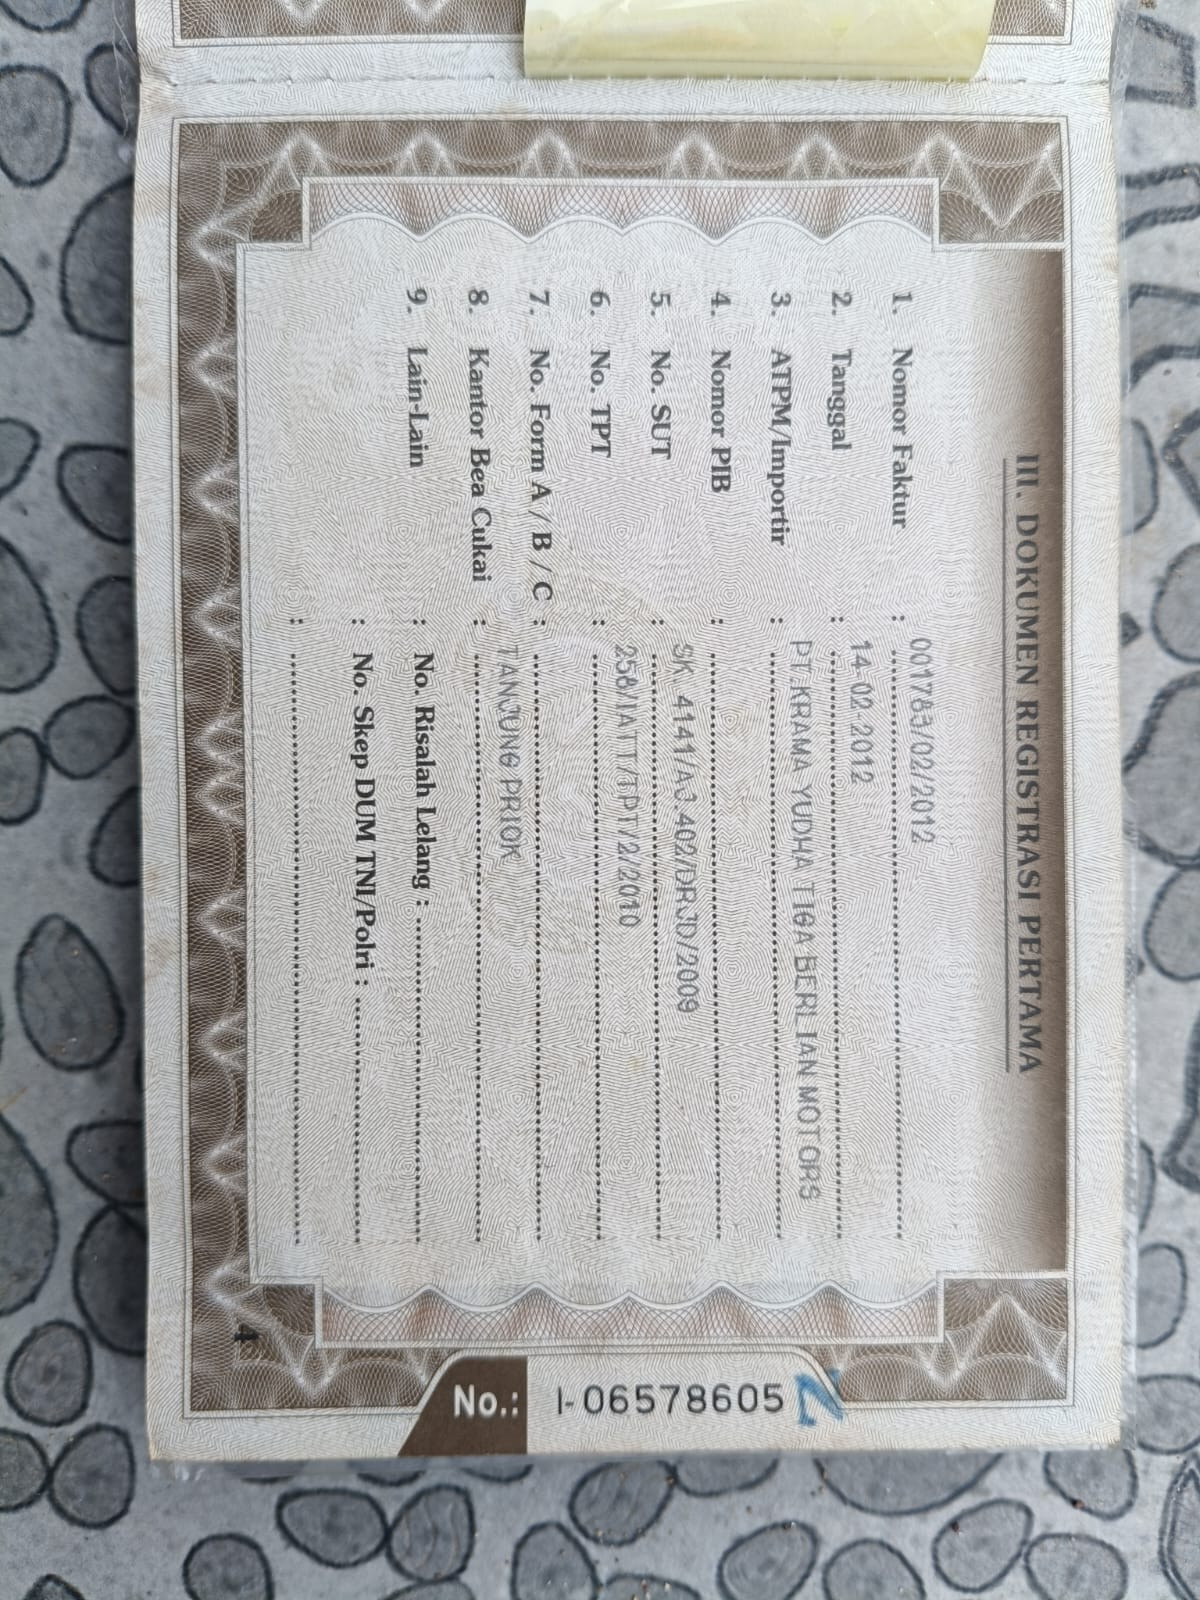 III. DOKUMEN REGISTRASI PERTAMA
1. Nomor Faktur : 001783/02/2012
2. Tanggal : 14-02-2012
3. ATPM/Importir : PT.KRAMA YUDHA TIGA BERLIAN MOTORS
4. Nomor PIB :
5. No. SUT : SK. 4141/AJ.402/DRJD/2009
6. No. TPT : 258/IATT/TPT/2/2010
7. No. Form A / B / C :
8. Kantor Bea Cukai : TANJUNG PRIOK
9. Lain-Lain : No. Risalah Lelang :
: No. Skep DUM TNI/Polri :
:
4
No.: I-06578605 N